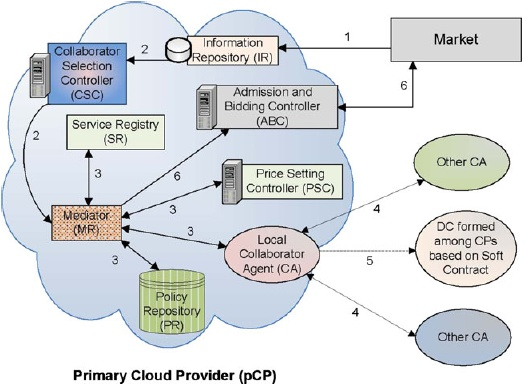 Collaborator
Selection
Controller
(CSC)
2
Information
Repository (IR)
1
Market
6
Admission and
Bidding Controller
(ABC)
2
Service Registry
(SR)
3
6
Price Setting
Controller (PSC)
3
Other CA
4
Mediator
(MR)
3
Local
Collaborator
Agent (CA)
5
DC formed
among CPs
based on Soft
Contract
3
Policy
Repository
(PR)
4
Other CA
Primary Cloud Provider (pCP)